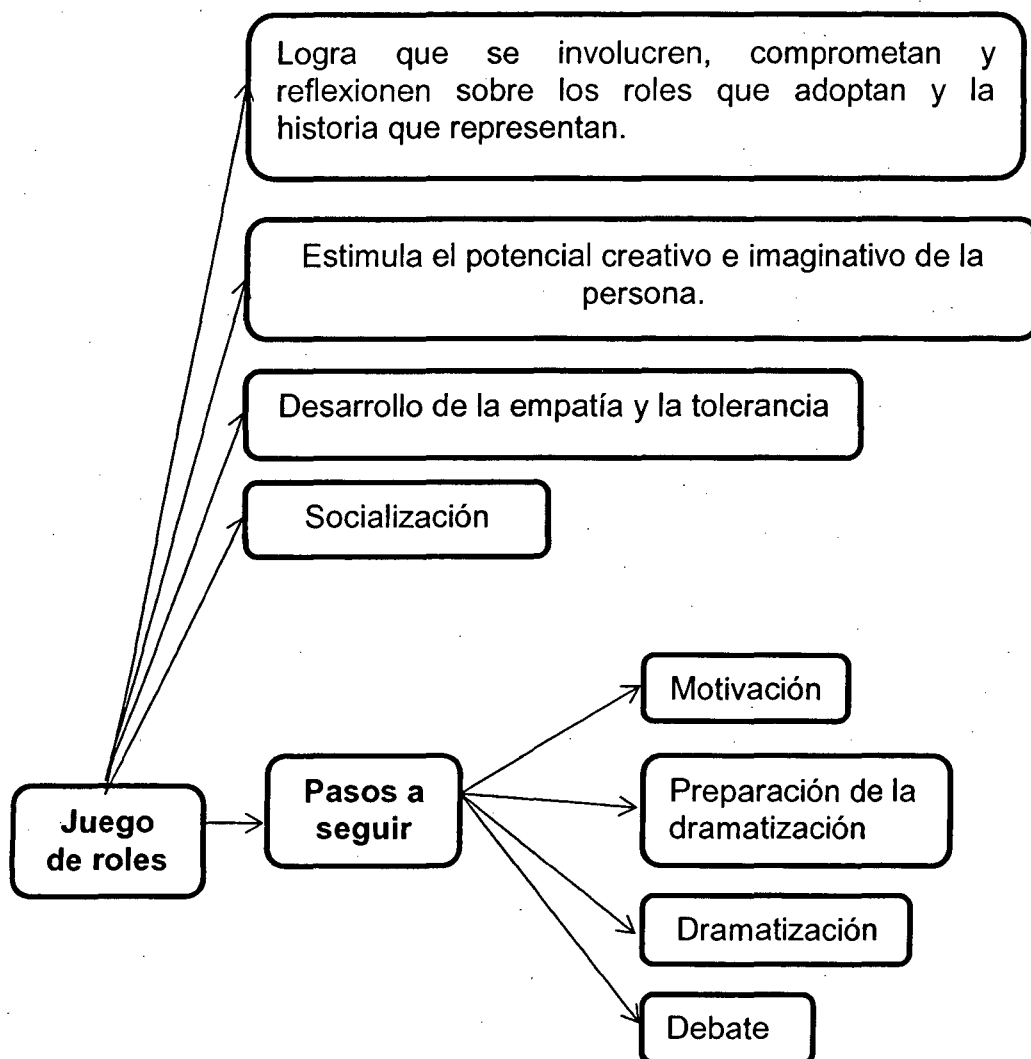 Logra que se involucren, comprometan y
reflexionen sobre los roles que adoptan y la
historia que representan.
Estimula el potencial creativo e imaginativo de la
persona.
Desarrollo de la empatía y la tolerancia
Socialización
Juego
de roles
Pasos a
seguir
Motivación
Preparación de la
dramatización
Dramatización
Debate